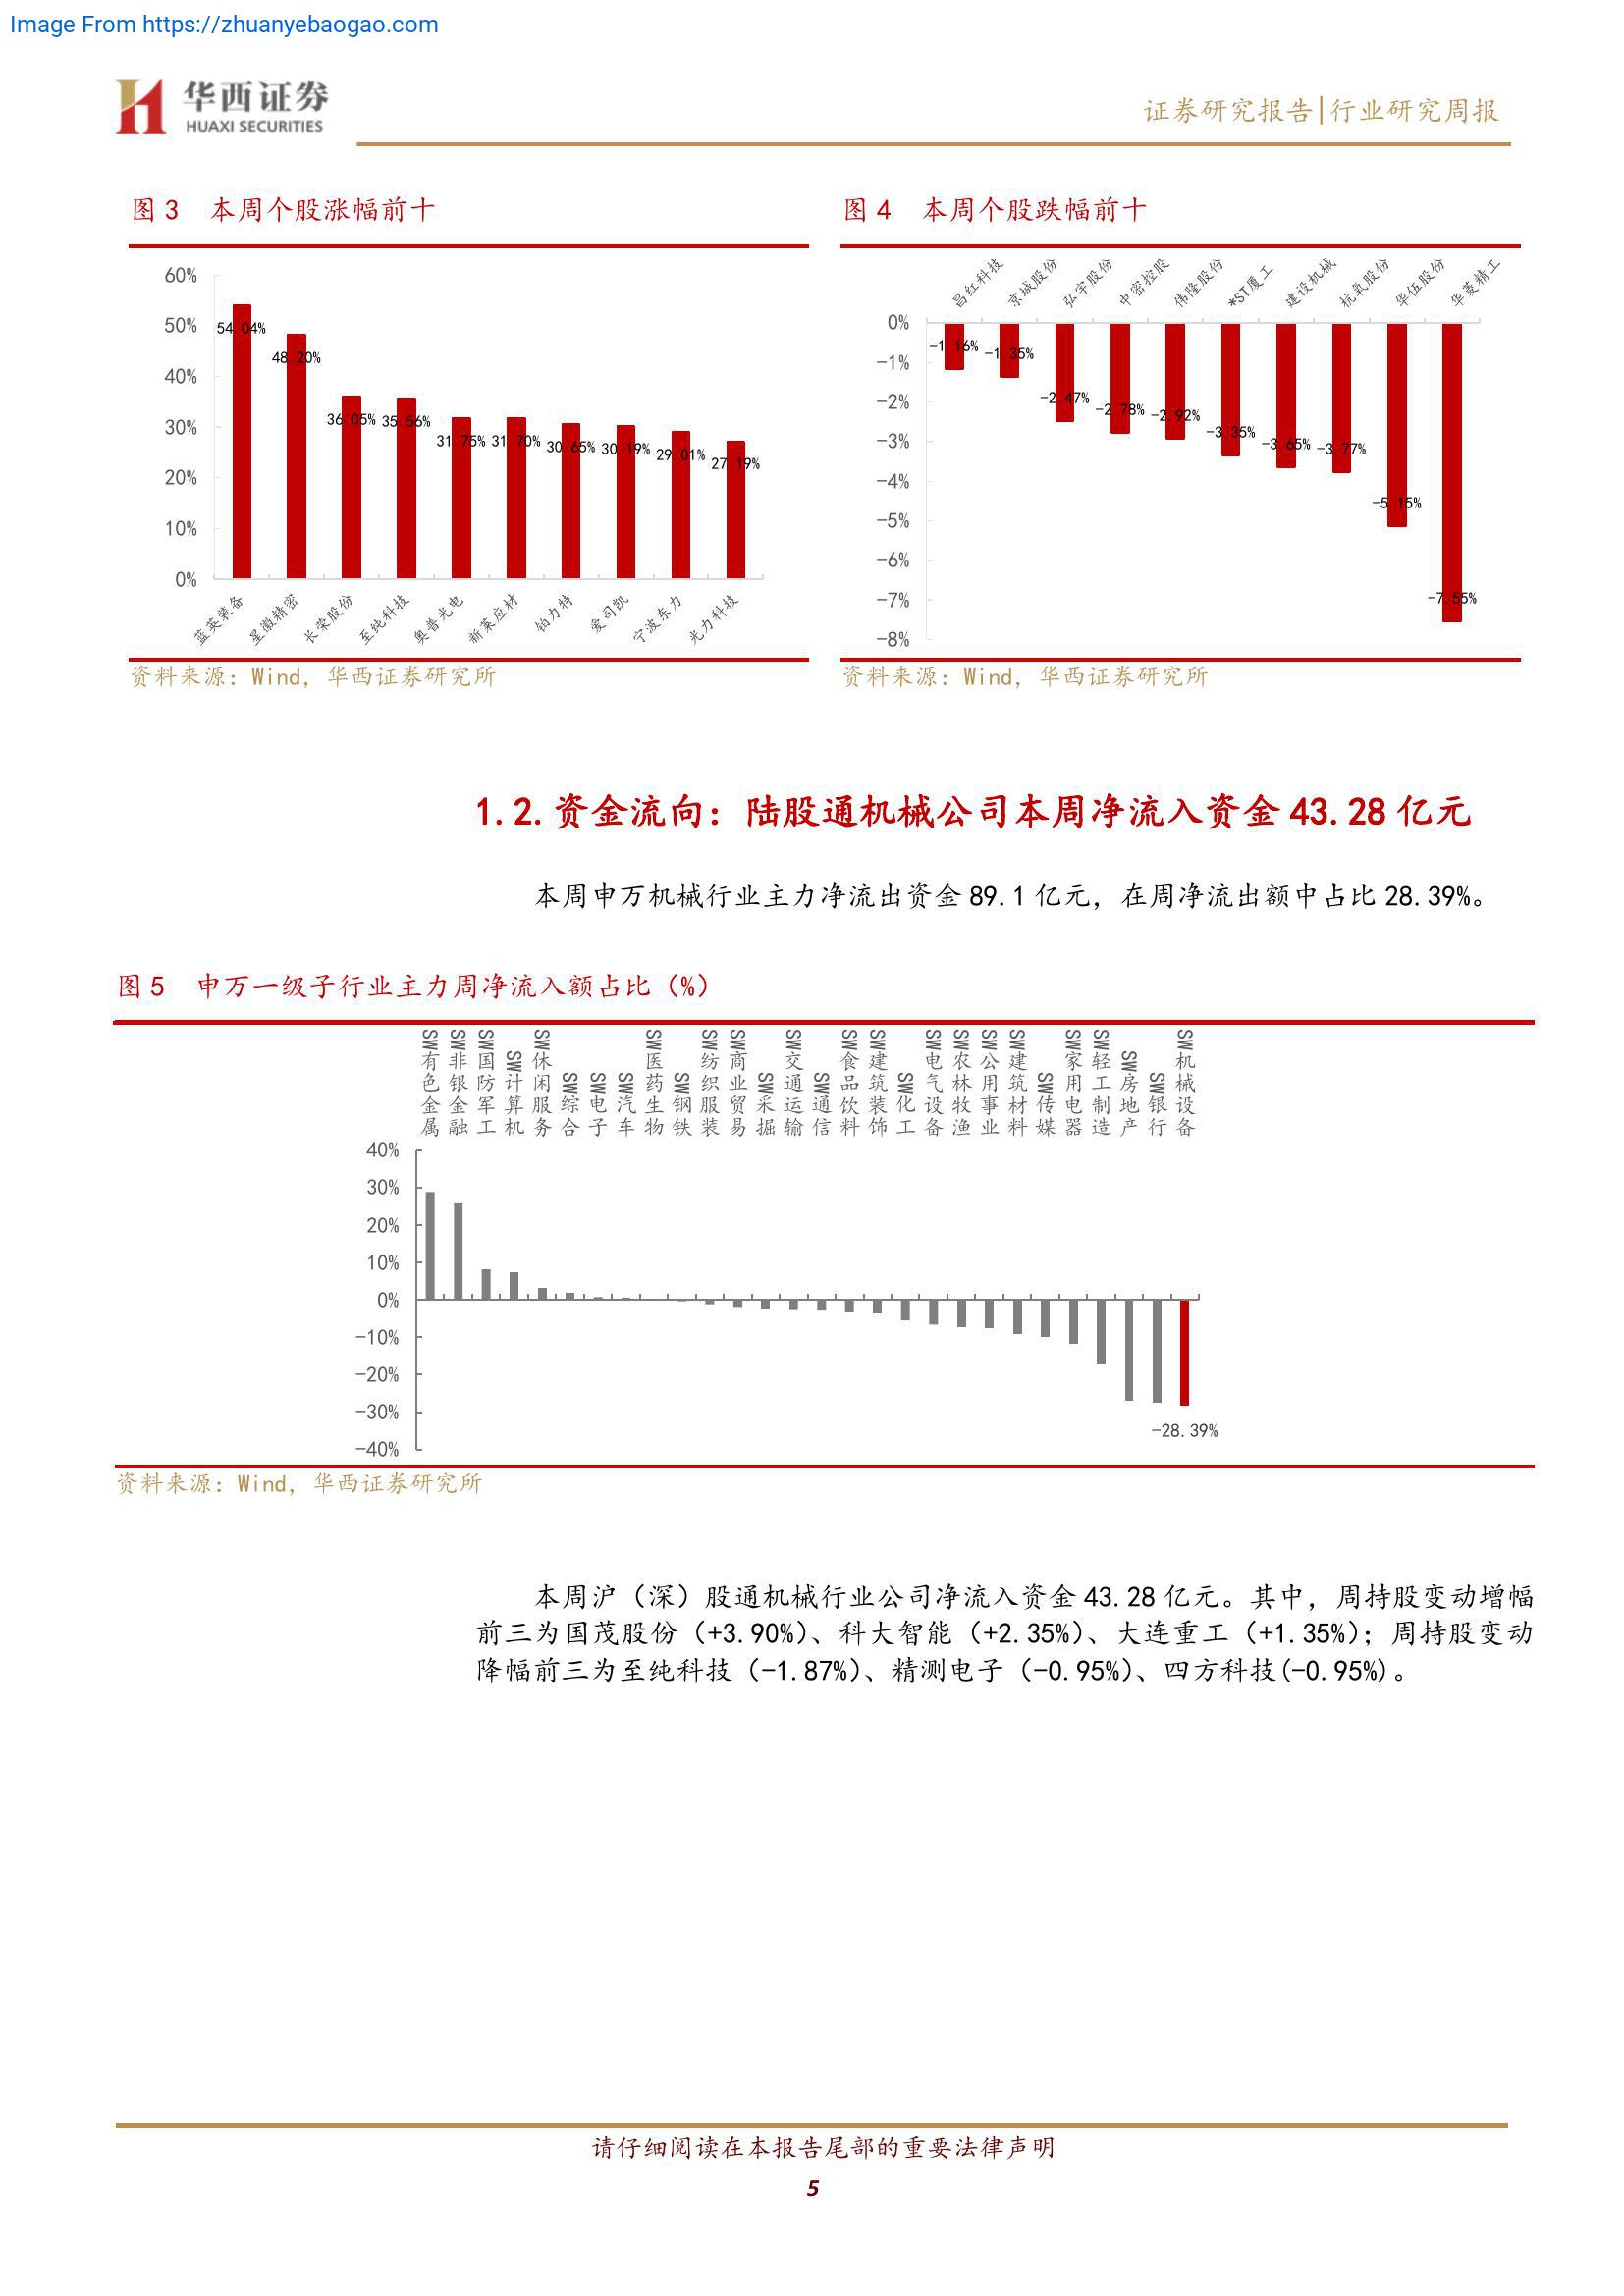 Image From https://zhuanyebaogao.com
华西证券
HUAXI SECURITIES
证券研究报告|行业研究周报
图 3 本周个股涨幅前十
60%
50%
40%
30%
20%
10%
0%
54.04%
48.20%
36.05%
35.56%
31.75%
31.70%
30.65%
30.19%
29.01%
27.19%
蓝英装备
星徽精密
长荣股份
至纯科技
奥普光电
新莱应材
铂力特
爱司凯
宁波东力
光力科技
资料来源：Wind，华西证券研究所
图 4 本周个股跌幅前十
昌红科技
京城股份
弘宇股份
中密控股
伟隆股份
*ST厦工
建设机械
杭氧股份
华伍股份
华菱精工
0%
-1%
-2%
-3%
-4%
-5%
-6%
-7%
-8%
-1.16%
-1.35%
-2.47%
-2.78%
-2.92%
-3.35%
-3.65%
-3.77%
-5.15%
-7.55%
资料来源：Wind，华西证券研究所
1.2.资金流向：陆股通机械公司本周净流入资金 43.28 亿元
本周申万机械行业主力净流出资金 89.1 亿元，在周净流出额中占比 28.39%。
图 5 申万一级子行业主力周净流入额占比（%）
SW有色金属
SW非银金融
SW国防军工
SW计算机
SW休闲服务
SW综合
SW电子
SW汽车
SW医药生物
SW钢铁
SW纺织服装
SW商业贸易
SW采掘
SW交通运输
SW通信
SW食品饮料
SW建筑装饰
SW化工
SW电气设备
SW农林牧渔
SW公用事业
SW建筑材料
SW传媒
SW家用电器
SW轻工制造
SW房地产
SW银行
SW机械设备
40%
30%
20%
10%
0%
-10%
-20%
-30%
-40%
-28.39%
资料来源：Wind，华西证券研究所
本周沪（深）股通机械行业公司净流入资金 43.28 亿元。其中，周持股变动增幅
前三为国茂股份（+3.90%）、科大智能（+2.35%）、大连重工（+1.35%）；周持股变动
降幅前三为至纯科技（-1.87%）、精测电子（-0.95%）、四方科技(-0.95%)。
请仔细阅读在本报告尾部的重要法律声明
5